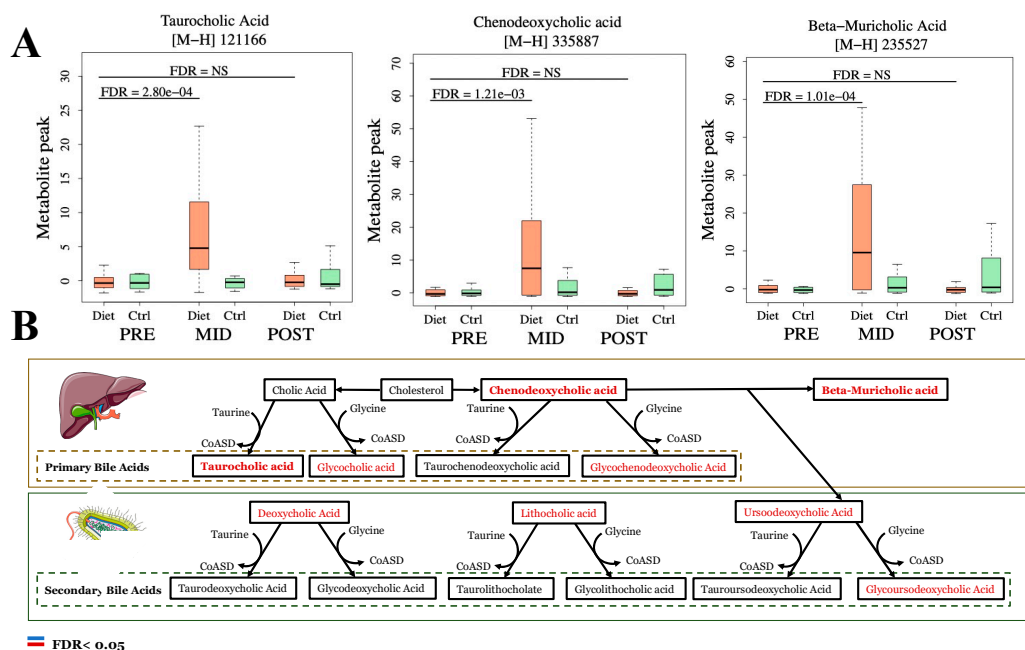 A
Taurocholic Acid
[M−H] 121166
Metabolite peak
30
25
20
15
10
5
0
FDR = NS
FDR = 2.80e−04
Diet Ctrl Diet Ctrl Diet Ctrl
PRE MID POST
Chenodeoxycholic acid
[M−H] 335887
Metabolite peak
70
60
50
40
30
20
10
0
FDR = NS
FDR = 1.21e−03
Diet Ctrl Diet Ctrl Diet Ctrl
PRE MID POST
Beta−Muricholic Acid
[M−H] 235527
Metabolite peak
60
50
40
30
20
10
0
FDR = NS
FDR = 1.01e−04
Diet Ctrl Diet Ctrl Diet Ctrl
PRE MID POST
B
Cholic Acid Cholesterol Chenodeoxycholic acid Beta-Muricholic acid
Taurine Glycine Taurine Glycine
CoASD CoASD CoASD CoASD
Primary Bile Acids Taurocholic acid Glycocholic acid Taurochenodeoxycholic acid Glycochenodeoxycholic Acid
Deoxycholic Acid Lithocholic acid Ursoodeoxycholic Acid
Taurine Glycine Taurine Glycine Taurine Glycine
CoASD CoASD CoASD CoASD CoASD CoASD
Secondary Bile Acids Taurodeoxycholic Acid Glycodeoxycholic Acid Taurolithocholate Glycolithocholic acid Tauroursodeoxycholic Acid Glycoursodeoxycholic Acid
FDR< 0.05